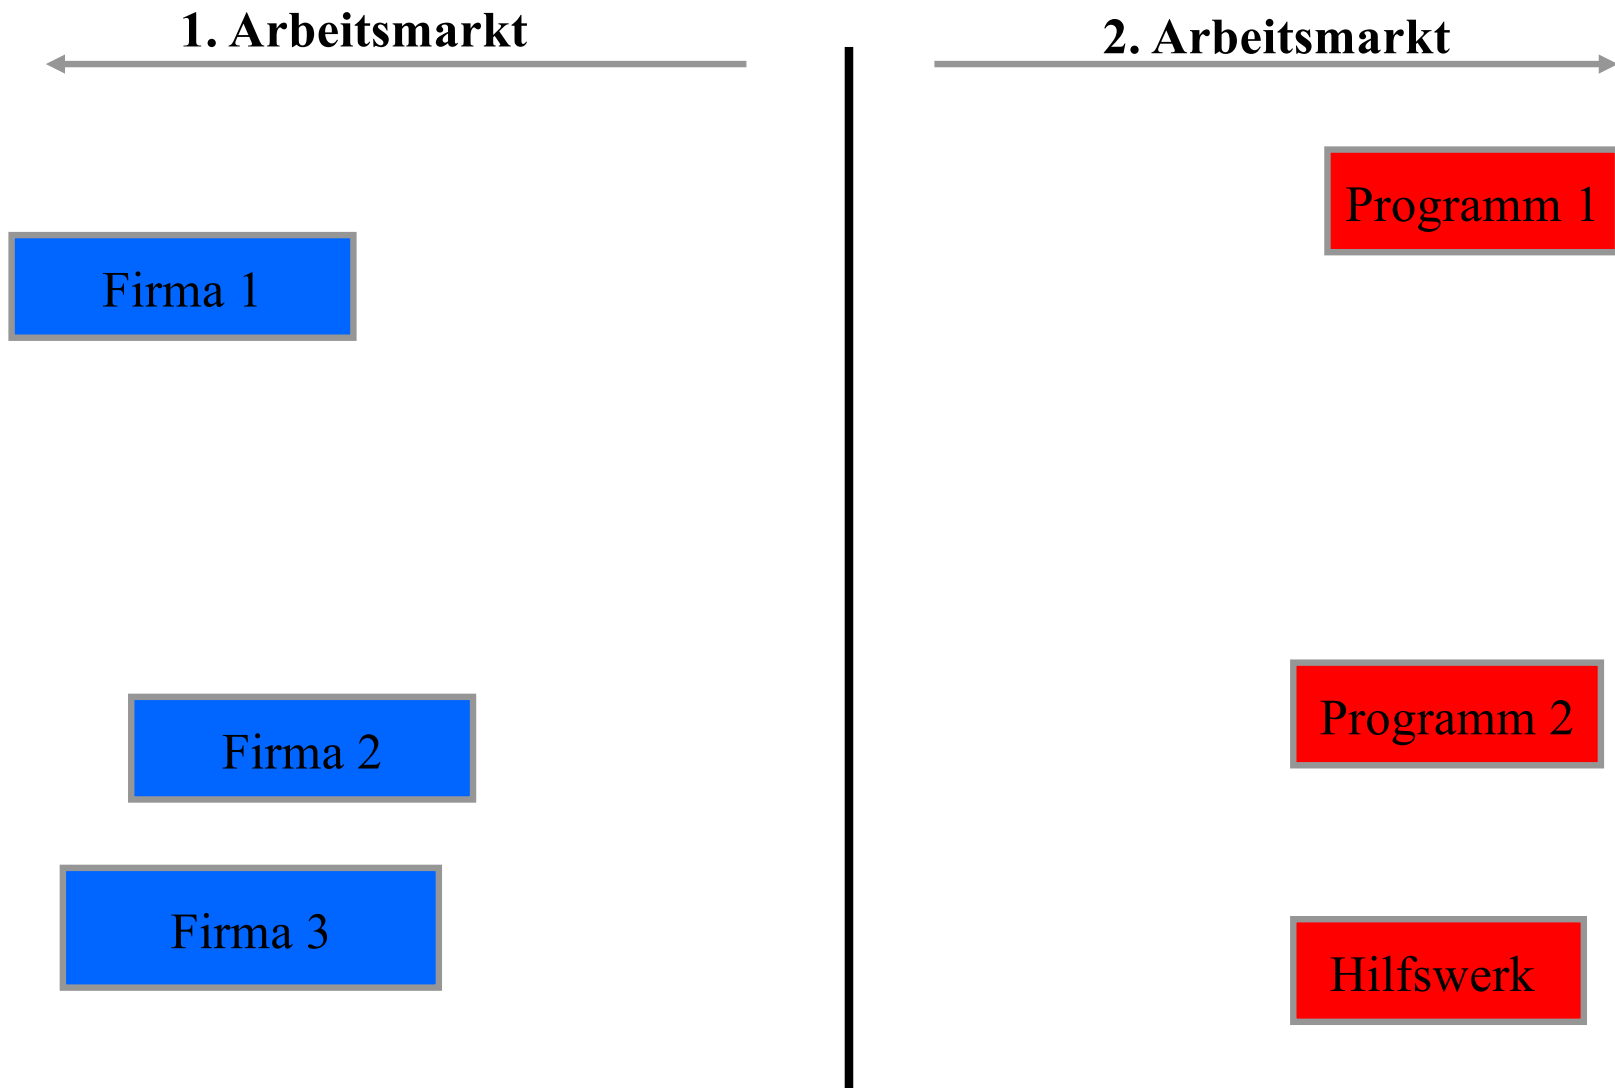 1. Arbeitsmarkt
2. Arbeitsmarkt
Programm 1
Firma 1
Programm 2
Firma 2
Firma 3
Hilfswerk